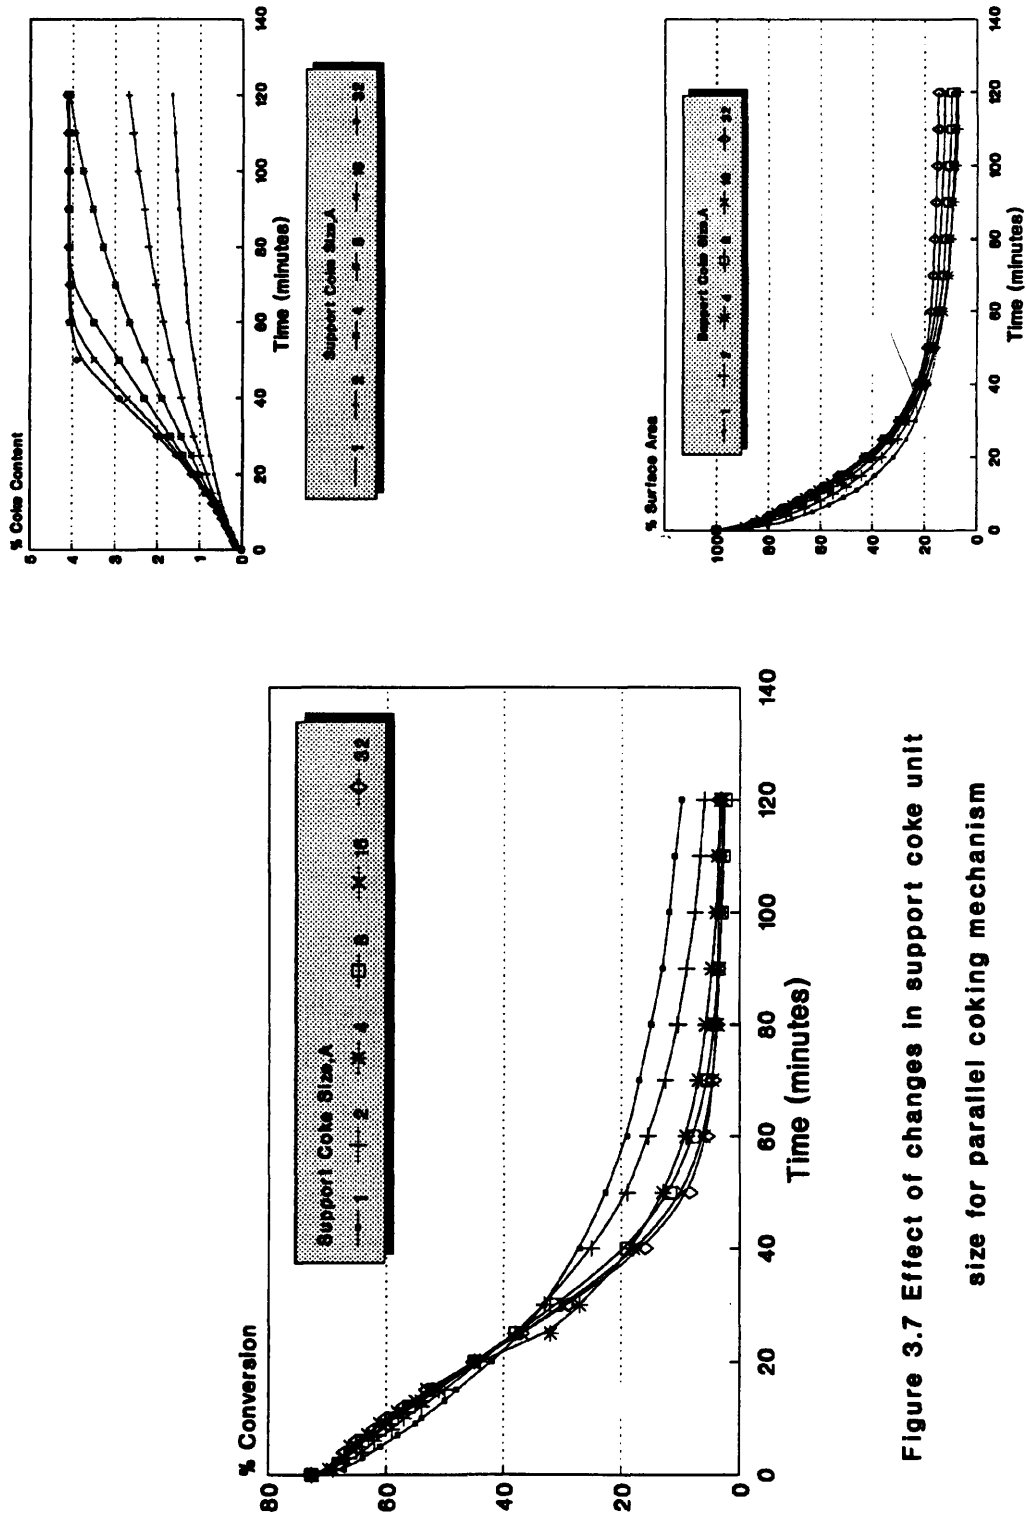 % Conversion
80
60
40
20
0
0 20 40 60 80 100 120 140
Time (minutes)
Support Coke Size,A
1 2 4 8 16 32
% Coke Content
5
4
3
2
1
0
0 20 40 60 80 100 120 140
Time (minutes)
Support Coke Size,A
1 2 4 8 16 32
% Surface Area
100
80
60
40
20
0
0 20 40 60 80 100 120 140
Time (minutes)
Support Coke Size,A
1 2 4 8 16 32
Figure 3.7 Effect of changes in support coke unit
size for parallel coking mechanism